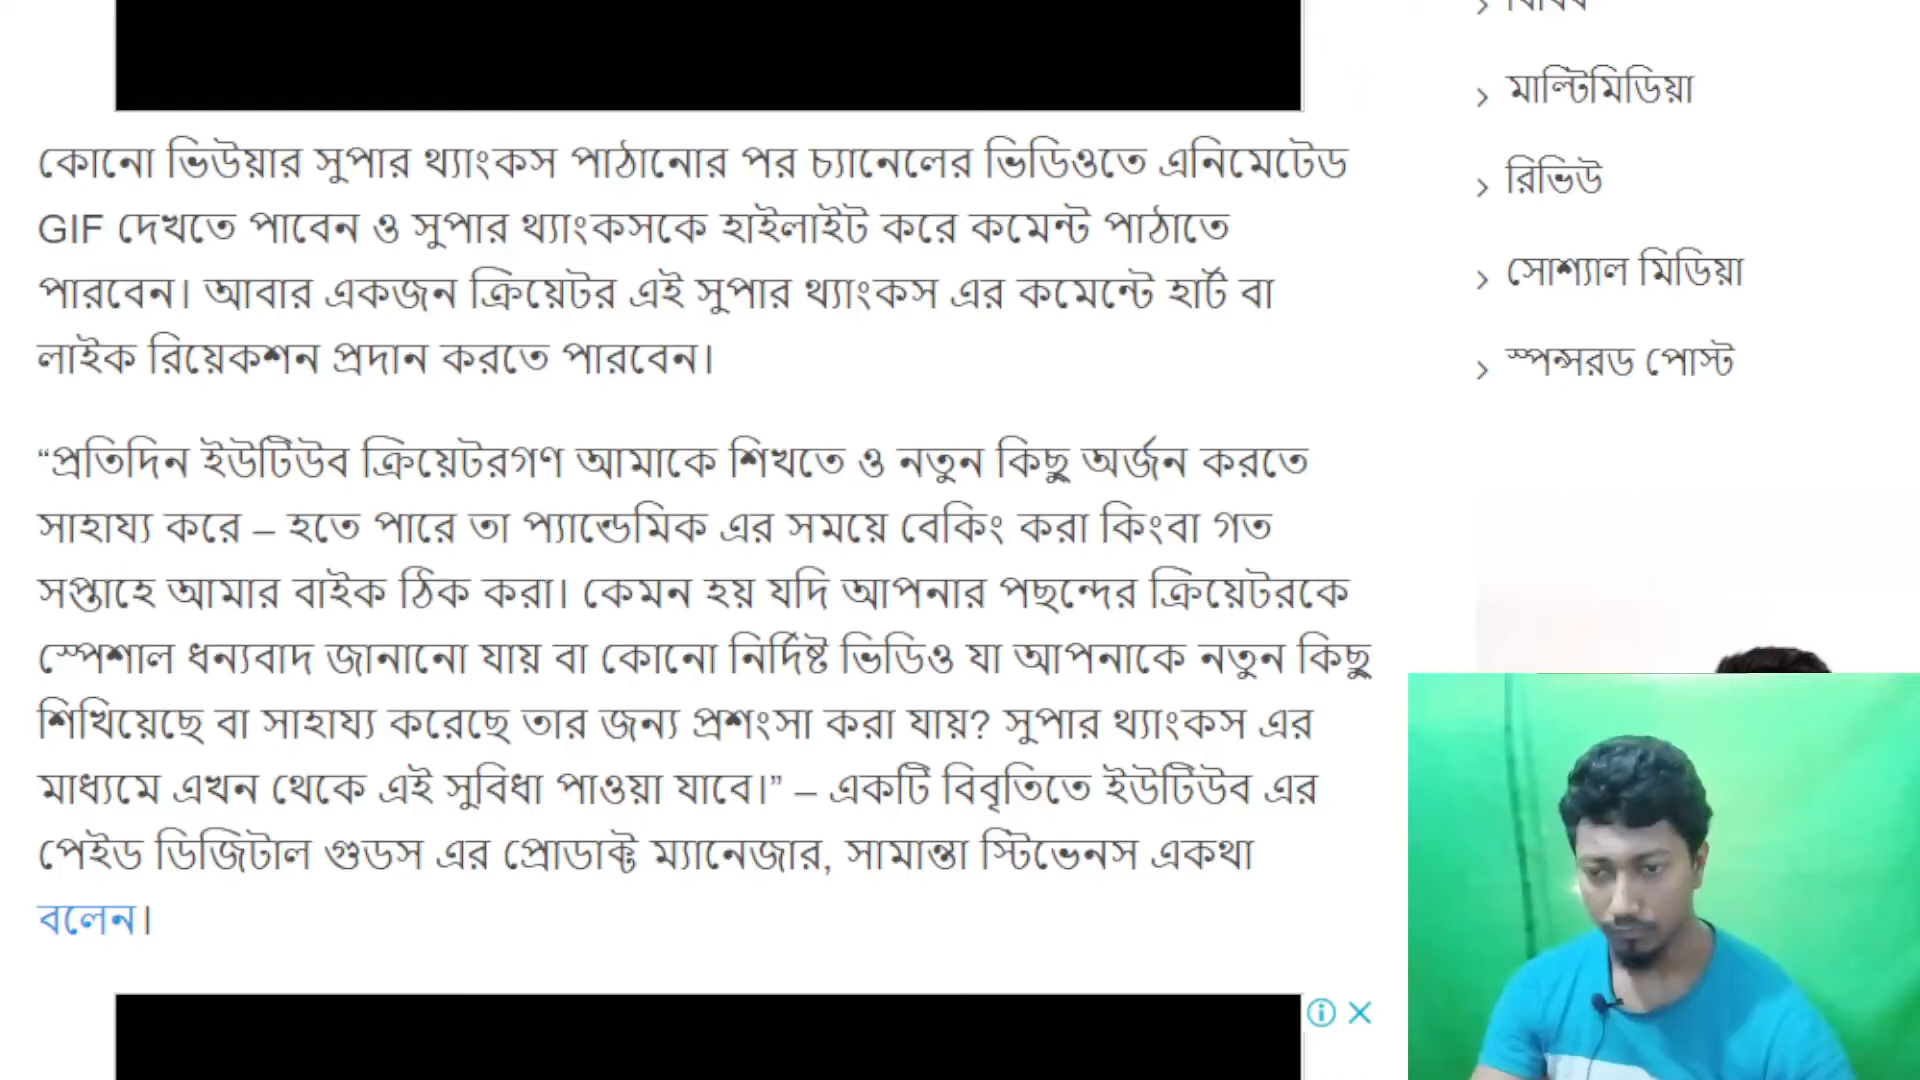 কোনো ভিউয়ার সুপার থ্যাংকস পাঠানোর পর চ্যানেলের ভিডিওতে এনিমেটেড
GIF দেখতে পাবেন ও সুপার থ্যাংকসকে হাইলাইট করে কমেন্ট পাঠাতে
পারবেন। আবার একজন ক্রিয়েটর এই সুপার থ্যাংকস এর কমেন্টে হার্ট বা
লাইক রিয়েকশন প্রদান করতে পারবেন।
“প্রতিদিন ইউটিউব ক্রিয়েটরগণ আমাকে শিখতে ও নতুন কিছু অর্জন করতে
সাহায্য করে – হতে পারে তা প্যান্ডেমিক এর সময়ে বেকিং করা কিংবা গত
সপ্তাহে আমার বাইক ঠিক করা। কেমন হয় যদি আপনার পছন্দের ক্রিয়েটরকে
স্পেশাল ধন্যবাদ জানানো যায় বা কোনো নির্দিষ্ট ভিডিও যা আপনাকে নতুন কিছু
শিখিয়েছে বা সাহায্য করেছে তার জন্য প্রশংসা করা যায়? সুপার থ্যাংকস এর
মাধ্যমে এখন থেকে এই সুবিধা পাওয়া যাবে।” – একটি বিবৃতিতে ইউটিউব এর
পেইড ডিজিটাল গুডস এর প্রোডাক্ট ম্যানেজার, সামান্তা স্টিভেনস একথা
বলেন।
মাল্টিমিডিয়া
রিভিউ
সোশ্যাল মিডিয়া
স্পন্সরড পোস্ট